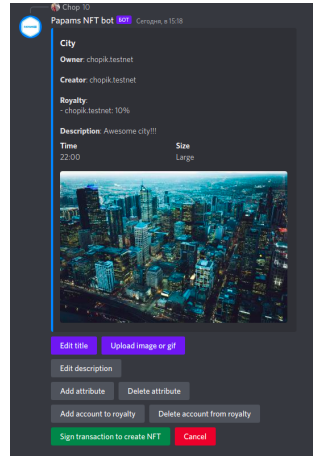 Chop 10
Papams NFT bot БОТ Сегодня, в 15:18
City
Owner: chopik.testnet
Creator: chopik.testnet
Royalty:
- chopik.testnet: 10%
Description: Awesome city!!!
Time Size
22:00 Large
Edit title Upload image or gif
Edit description
Add attribute Delete attribute
Add account to royalty Delete account from royalty
Sign transaction to create NFT Cancel